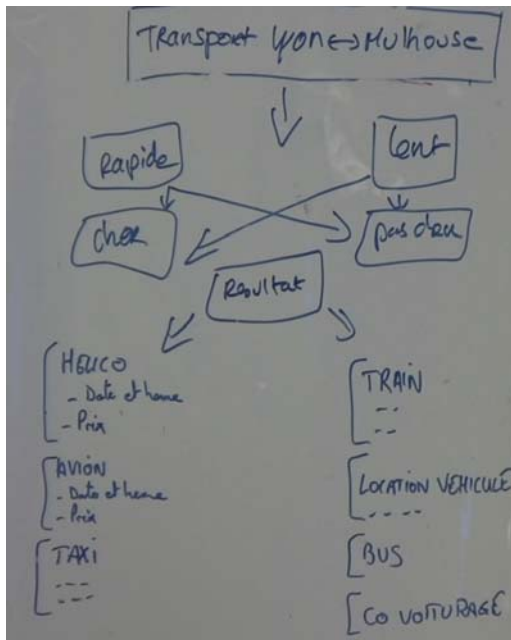 TRANSPORT LYON <-> MULHOUSE
Rapide
lent
cher
pas cher
Résultat
HELICO
- Date et heure
- Prix
AVION
- Date et heure
- Prix
TAXI
TRAIN
LOCATION VEHICULE
BUS
CO VOITURAGE